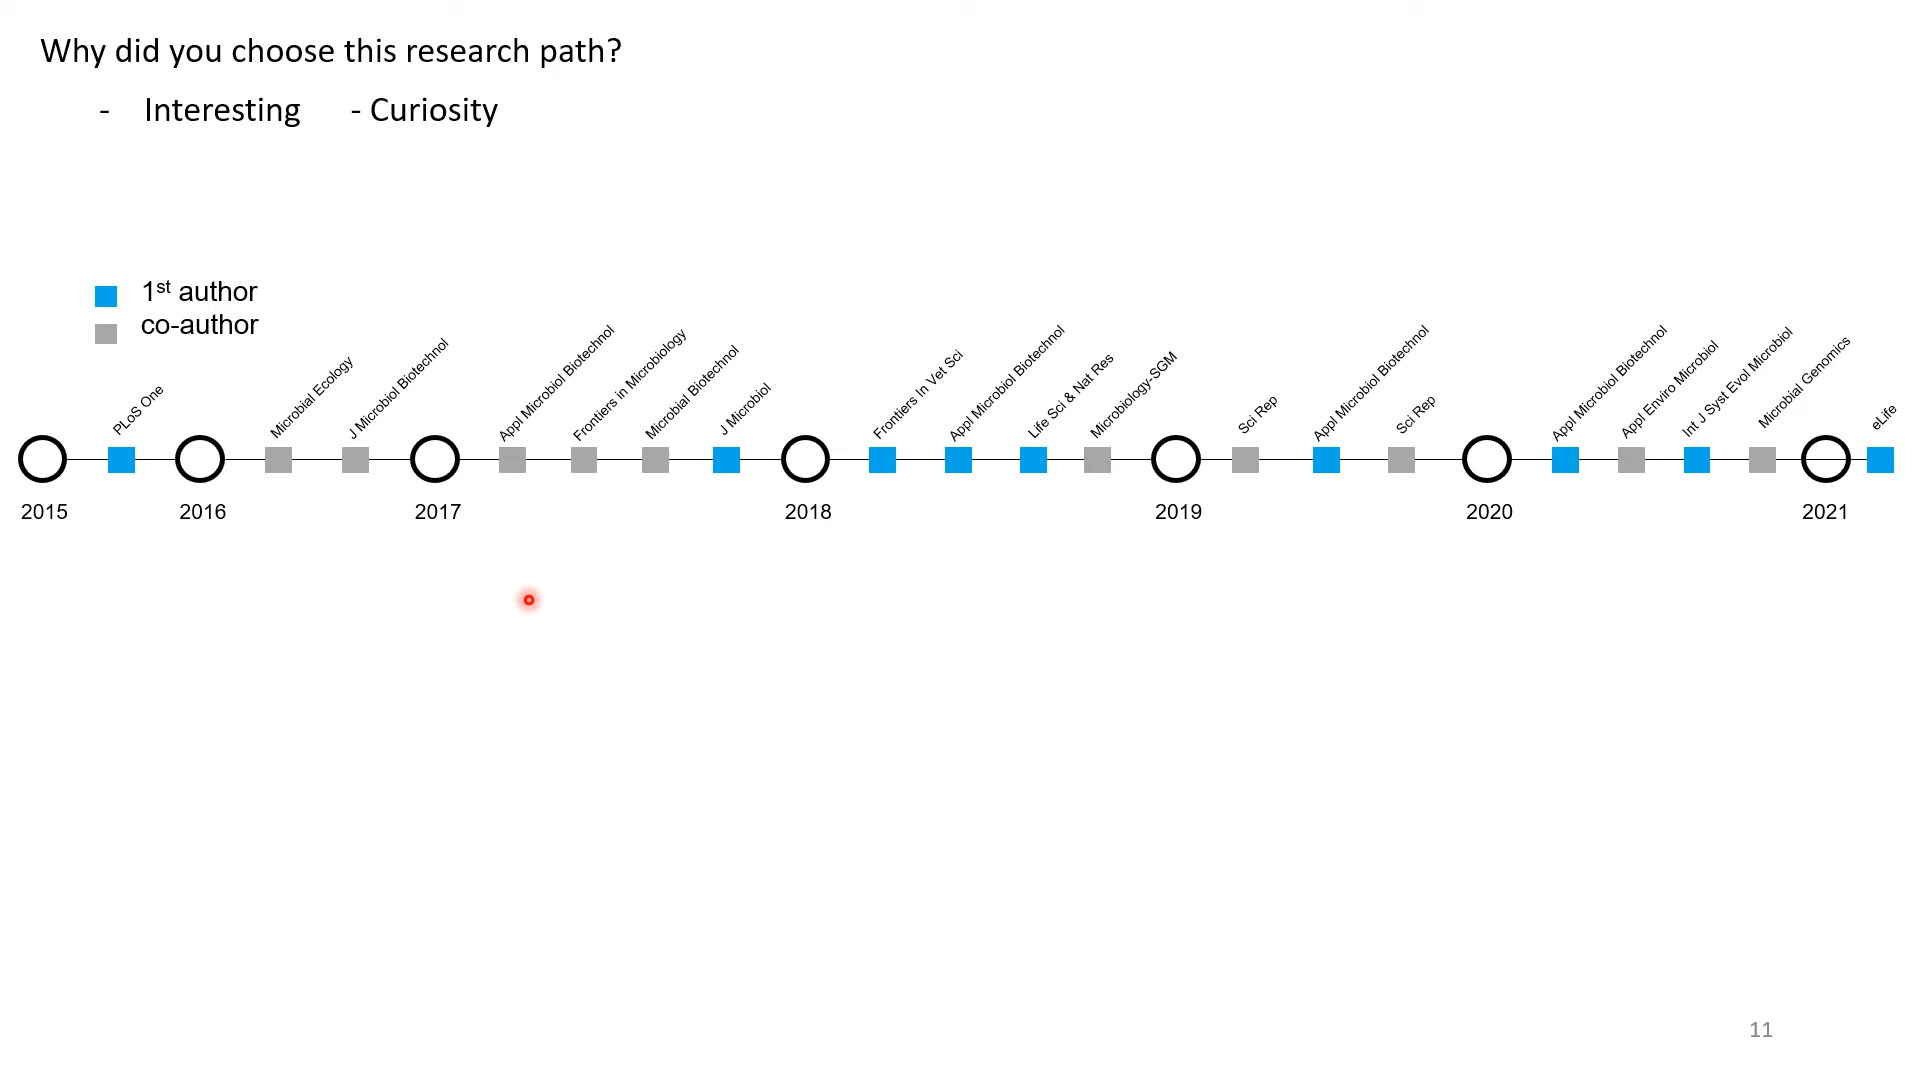 Why did you choose this research path?
- Interesting - Curiosity
1st author
co-author
PLoS One
Microbial Ecology
J Microbiol Biotechnol
Appl Microbiol Biotechnol
Frontiers in Microbiology
Microbial Biotechnol
J Microbiol
Frontiers In Vet Sci
Appl Microbiol Biotechnol
Life Sci & Nat Res
Microbiology-SGM
Sci Rep
Appl Microbiol Biotechnol
Sci Rep
Appl Microbiol Biotechnol
Appl Enviro Microbiol
Int J Syst Evol Microbiol
Microbial Genomics
eLife
2015 2016 2017 2018 2019 2020 2021
11